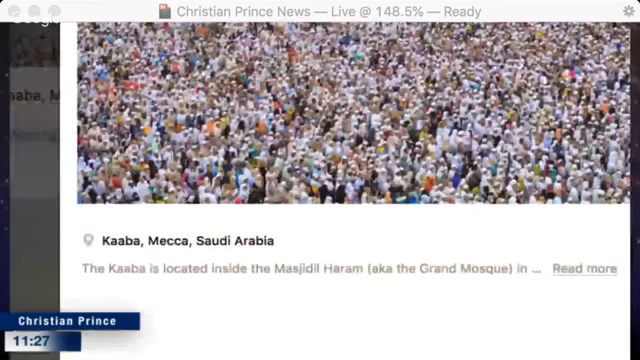 Christian Prince News — Live @ 148.5% — Ready
aaba, M
Kaaba, Mecca, Saudi Arabia
The Kaaba is located inside the Masjidil Haram (aka the Grand Mosque) in ... Read more
Christian Prince
11:27